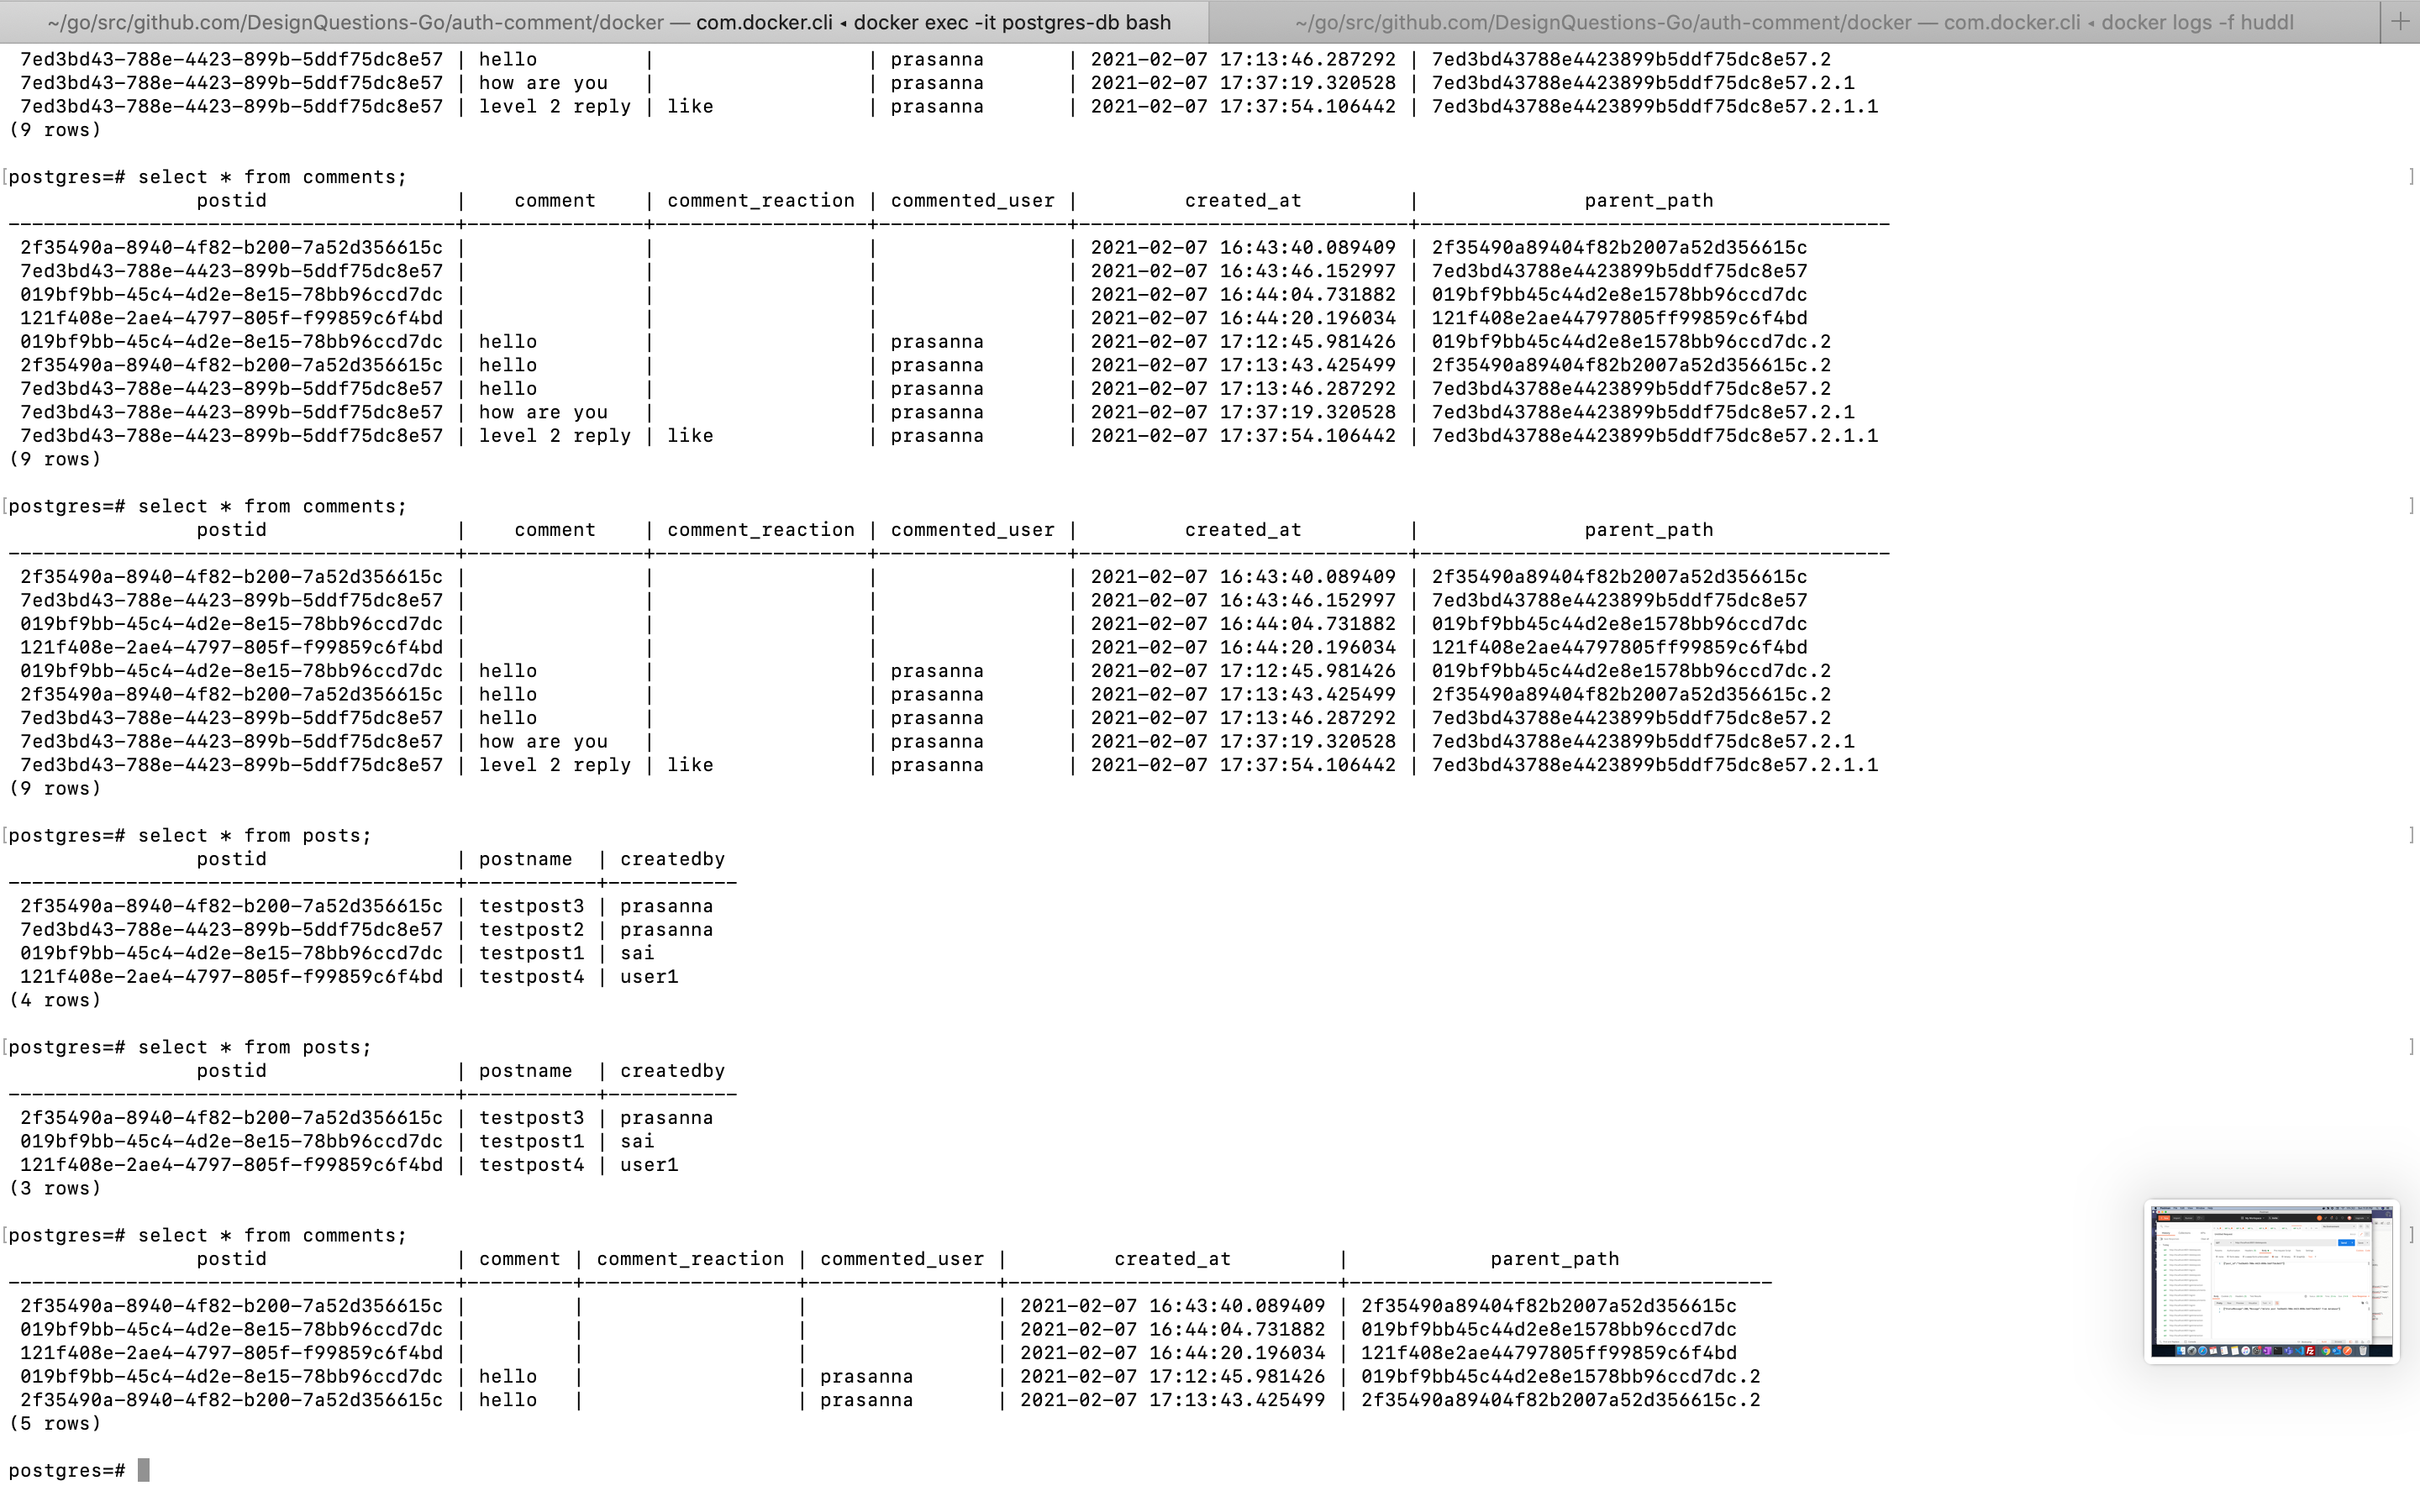 ~/go/src/github.com/DesignQuestions-Go/auth-comment/docker — com.docker.cli ◂ docker exec -it postgres-db bash
~/go/src/github.com/DesignQuestions-Go/auth-comment/docker — com.docker.cli ◂ docker logs -f huddl
+
7ed3bd43-788e-4423-899b-5ddf75dc8e57 | hello | | prasanna | 2021-02-07 17:13:46.287292 | 7ed3bd43788e4423899b5ddf75dc8e57.2
7ed3bd43-788e-4423-899b-5ddf75dc8e57 | how are you | | prasanna | 2021-02-07 17:37:19.320528 | 7ed3bd43788e4423899b5ddf75dc8e57.2.1
7ed3bd43-788e-4423-899b-5ddf75dc8e57 | level 2 reply | like | prasanna | 2021-02-07 17:37:54.106442 | 7ed3bd43788e4423899b5ddf75dc8e57.2.1.1
(9 rows)
[postgres=# select * from comments; ]
postid | comment | comment_reaction | commented_user | created_at | parent_path
2f35490a-8940-4f82-b200-7a52d356615c | | | | 2021-02-07 16:43:40.089409 | 2f35490a89404f82b2007a52d356615c
7ed3bd43-788e-4423-899b-5ddf75dc8e57 | | | | 2021-02-07 16:43:46.152997 | 7ed3bd43788e4423899b5ddf75dc8e57
019bf9bb-45c4-4d2e-8e15-78bb96ccd7dc | | | | 2021-02-07 16:44:04.731882 | 019bf9bb45c44d2e8e1578bb96ccd7dc
121f408e-2ae4-4797-805f-f99859c6f4bd | | | | 2021-02-07 16:44:20.196034 | 121f408e2ae44797805ff99859c6f4bd
019bf9bb-45c4-4d2e-8e15-78bb96ccd7dc | hello | | prasanna | 2021-02-07 17:12:45.981426 | 019bf9bb45c44d2e8e1578bb96ccd7dc.2
2f35490a-8940-4f82-b200-7a52d356615c | hello | | prasanna | 2021-02-07 17:13:43.425499 | 2f35490a89404f82b2007a52d356615c.2
7ed3bd43-788e-4423-899b-5ddf75dc8e57 | hello | | prasanna | 2021-02-07 17:13:46.287292 | 7ed3bd43788e4423899b5ddf75dc8e57.2
7ed3bd43-788e-4423-899b-5ddf75dc8e57 | how are you | | prasanna | 2021-02-07 17:37:19.320528 | 7ed3bd43788e4423899b5ddf75dc8e57.2.1
7ed3bd43-788e-4423-899b-5ddf75dc8e57 | level 2 reply | like | prasanna | 2021-02-07 17:37:54.106442 | 7ed3bd43788e4423899b5ddf75dc8e57.2.1.1
(9 rows)
[postgres=# select * from comments; ]
postid | comment | comment_reaction | commented_user | created_at | parent_path
2f35490a-8940-4f82-b200-7a52d356615c | | | | 2021-02-07 16:43:40.089409 | 2f35490a89404f82b2007a52d356615c
7ed3bd43-788e-4423-899b-5ddf75dc8e57 | | | | 2021-02-07 16:43:46.152997 | 7ed3bd43788e4423899b5ddf75dc8e57
019bf9bb-45c4-4d2e-8e15-78bb96ccd7dc | | | | 2021-02-07 16:44:04.731882 | 019bf9bb45c44d2e8e1578bb96ccd7dc
121f408e-2ae4-4797-805f-f99859c6f4bd | | | | 2021-02-07 16:44:20.196034 | 121f408e2ae44797805ff99859c6f4bd
019bf9bb-45c4-4d2e-8e15-78bb96ccd7dc | hello | | prasanna | 2021-02-07 17:12:45.981426 | 019bf9bb45c44d2e8e1578bb96ccd7dc.2
2f35490a-8940-4f82-b200-7a52d356615c | hello | | prasanna | 2021-02-07 17:13:43.425499 | 2f35490a89404f82b2007a52d356615c.2
7ed3bd43-788e-4423-899b-5ddf75dc8e57 | hello | | prasanna | 2021-02-07 17:13:46.287292 | 7ed3bd43788e4423899b5ddf75dc8e57.2
7ed3bd43-788e-4423-899b-5ddf75dc8e57 | how are you | | prasanna | 2021-02-07 17:37:19.320528 | 7ed3bd43788e4423899b5ddf75dc8e57.2.1
7ed3bd43-788e-4423-899b-5ddf75dc8e57 | level 2 reply | like | prasanna | 2021-02-07 17:37:54.106442 | 7ed3bd43788e4423899b5ddf75dc8e57.2.1.1
(9 rows)
[postgres=# select * from posts; ]
postid | postname | createdby
2f35490a-8940-4f82-b200-7a52d356615c | testpost3 | prasanna
7ed3bd43-788e-4423-899b-5ddf75dc8e57 | testpost2 | prasanna
019bf9bb-45c4-4d2e-8e15-78bb96ccd7dc | testpost1 | sai
121f408e-2ae4-4797-805f-f99859c6f4bd | testpost4 | user1
(4 rows)
[postgres=# select * from posts; ]
postid | postname | createdby
2f35490a-8940-4f82-b200-7a52d356615c | testpost3 | prasanna
019bf9bb-45c4-4d2e-8e15-78bb96ccd7dc | testpost1 | sai
121f408e-2ae4-4797-805f-f99859c6f4bd | testpost4 | user1
(3 rows)
[postgres=# select * from comments; ]
postid | comment | comment_reaction | commented_user | created_at | parent_path
2f35490a-8940-4f82-b200-7a52d356615c | | | | 2021-02-07 16:43:40.089409 | 2f35490a89404f82b2007a52d356615c
019bf9bb-45c4-4d2e-8e15-78bb96ccd7dc | | | | 2021-02-07 16:44:04.731882 | 019bf9bb45c44d2e8e1578bb96ccd7dc
121f408e-2ae4-4797-805f-f99859c6f4bd | | | | 2021-02-07 16:44:20.196034 | 121f408e2ae44797805ff99859c6f4bd
019bf9bb-45c4-4d2e-8e15-78bb96ccd7dc | hello | | prasanna | 2021-02-07 17:12:45.981426 | 019bf9bb45c44d2e8e1578bb96ccd7dc.2
2f35490a-8940-4f82-b200-7a52d356615c | hello | | prasanna | 2021-02-07 17:13:43.425499 | 2f35490a89404f82b2007a52d356615c.2
(5 rows)
postgres=#